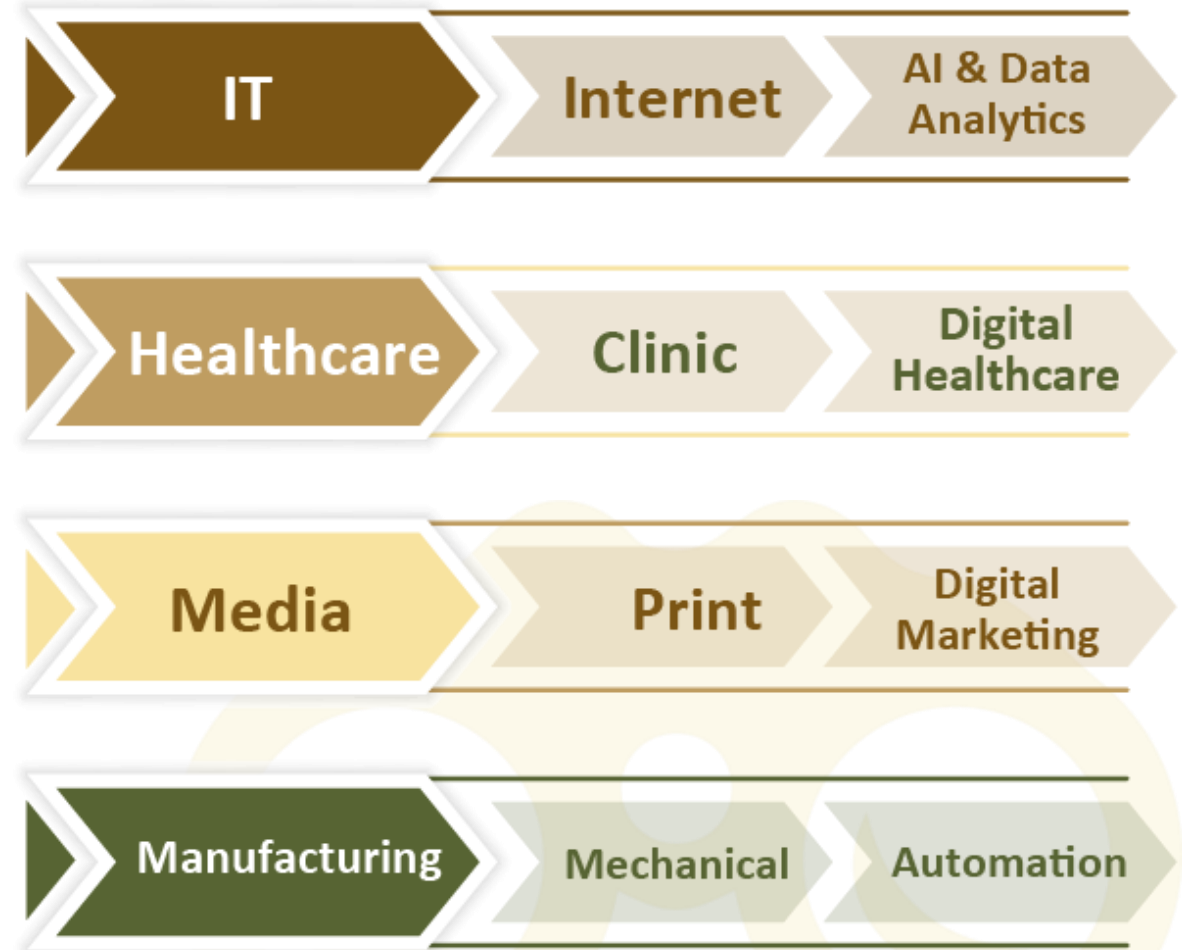 IT
Internet
AI & Data
Analytics
Healthcare
Clinic
Digital
Healthcare
Media
Print
Digital
Marketing
Manufacturing
Mechanical
Automation